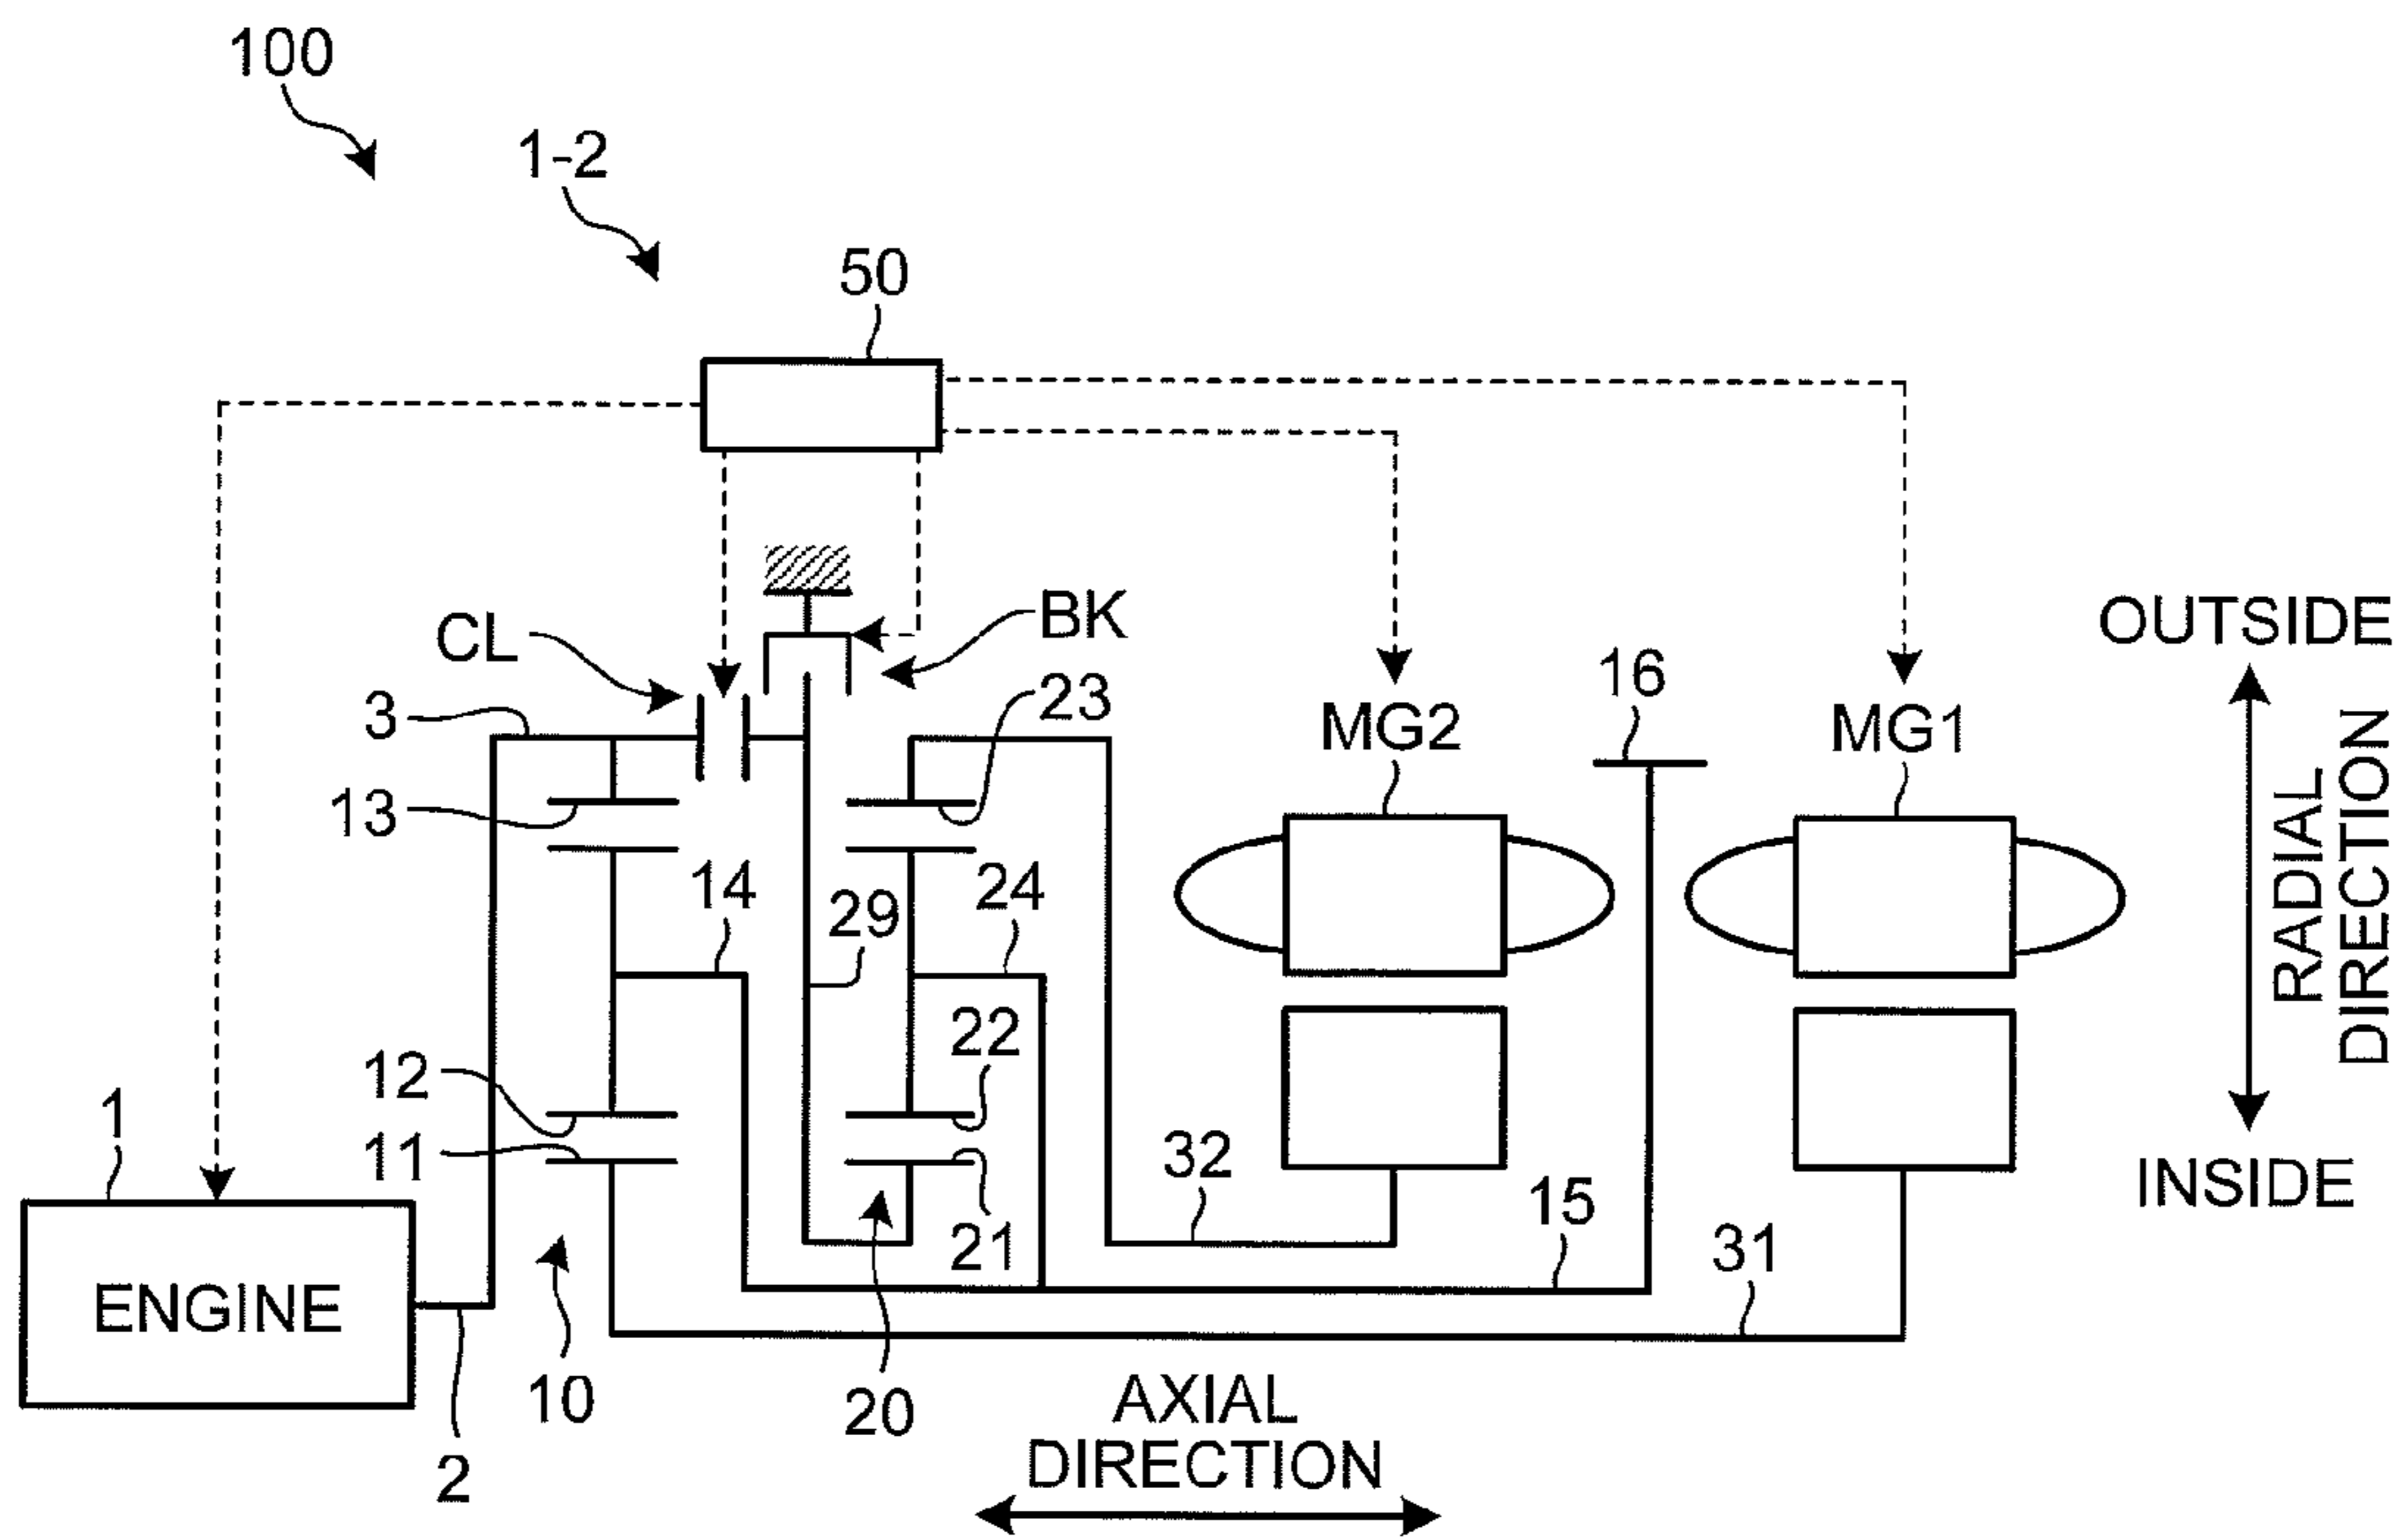 100
1-2
50
CL
BK
3
23
16
OUTSIDE
MG2
MG1
13
14
29
24
RADIAL
DIRECTION
22
12
1
11
32
21
15
INSIDE
31
ENGINE
10
20
2
AXIAL
DIRECTION